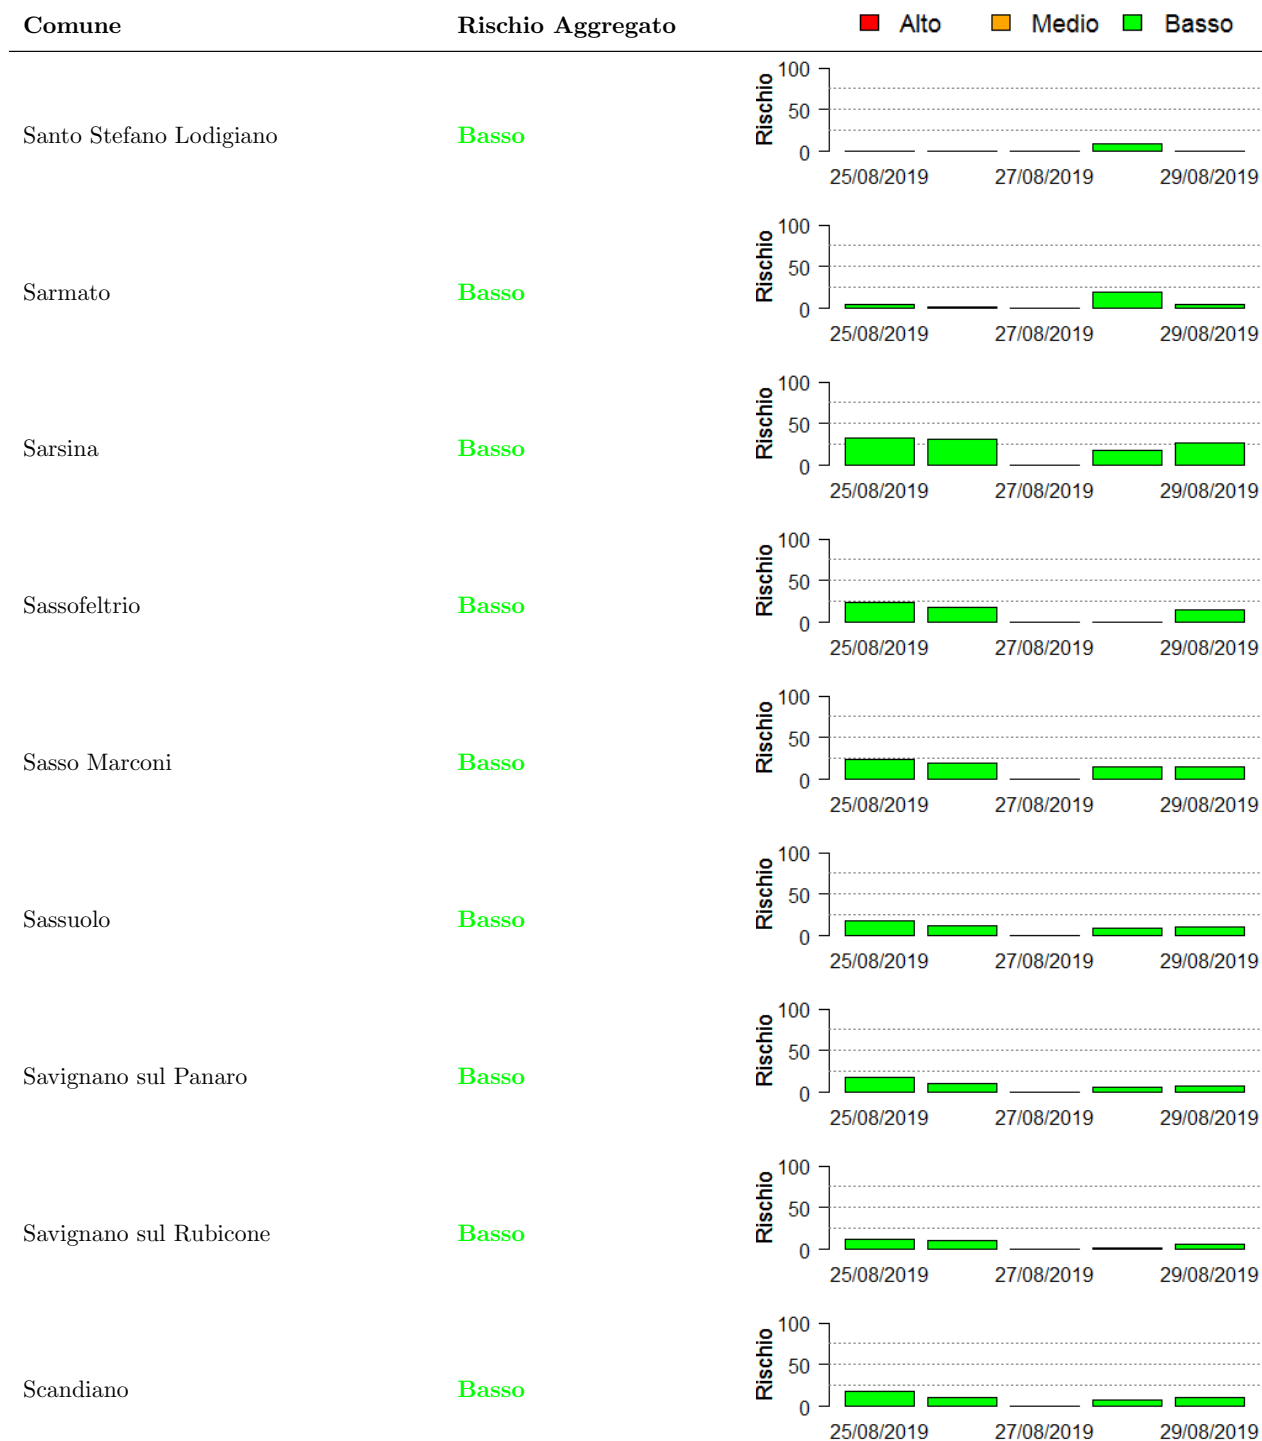 Comune Rischio Aggregato Alto Medio Basso
100
50
0
Rischio
Santo Stefano Lodigiano Basso
25/08/2019 27/08/2019 29/08/2019
100
50
0
Rischio
Sarmato Basso
25/08/2019 27/08/2019 29/08/2019
100
50
0
Rischio
Sarsina Basso
25/08/2019 27/08/2019 29/08/2019
100
50
0
Rischio
Sassofeltrio Basso
25/08/2019 27/08/2019 29/08/2019
100
50
0
Rischio
Sasso Marconi Basso
25/08/2019 27/08/2019 29/08/2019
100
50
0
Rischio
Sassuolo Basso
25/08/2019 27/08/2019 29/08/2019
100
50
0
Rischio
Savignano sul Panaro Basso
25/08/2019 27/08/2019 29/08/2019
100
50
0
Rischio
Savignano sul Rubicone Basso
25/08/2019 27/08/2019 29/08/2019
100
50
0
Rischio
Scandiano Basso
25/08/2019 27/08/2019 29/08/2019